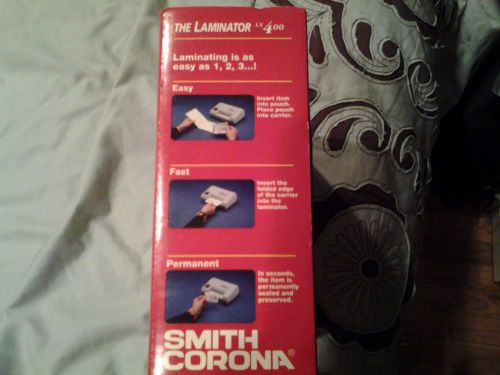 THE LAMINATOR LX400
Laminating is as
easy as 1, 2, 3...!
Easy
Insert item
into pouch.
Place pouch
into carrier.
Fast
Insert the
folded edge
of the carrier
into the
laminator.
Permanent
In seconds,
the item is
permanently
sealed and
preserved.
SMITH
CORONA®